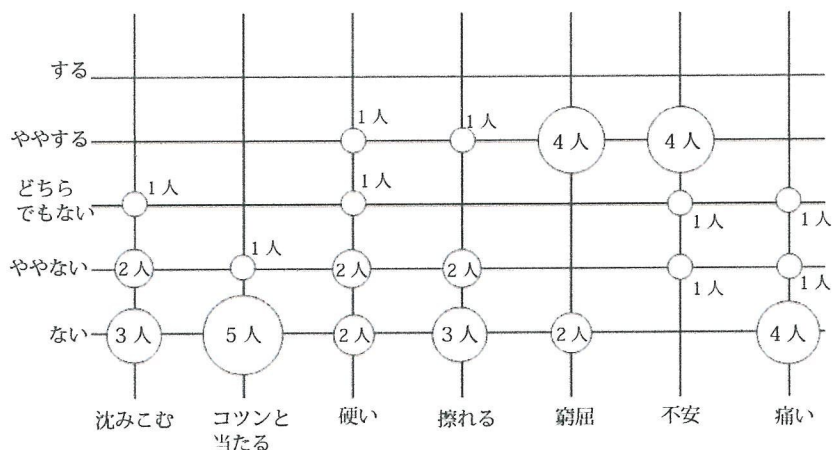 する
1人 1人
ややする 4人 4人
どちら
でもない
1人 1人 1人 1人
ややない 2人 1人 2人 2人 1人 1人
ない 3人 5人 2人 3人 2人 4人
沈みこむ コツンと
当たる 硬い 擦れる 窮屈 不安 痛い